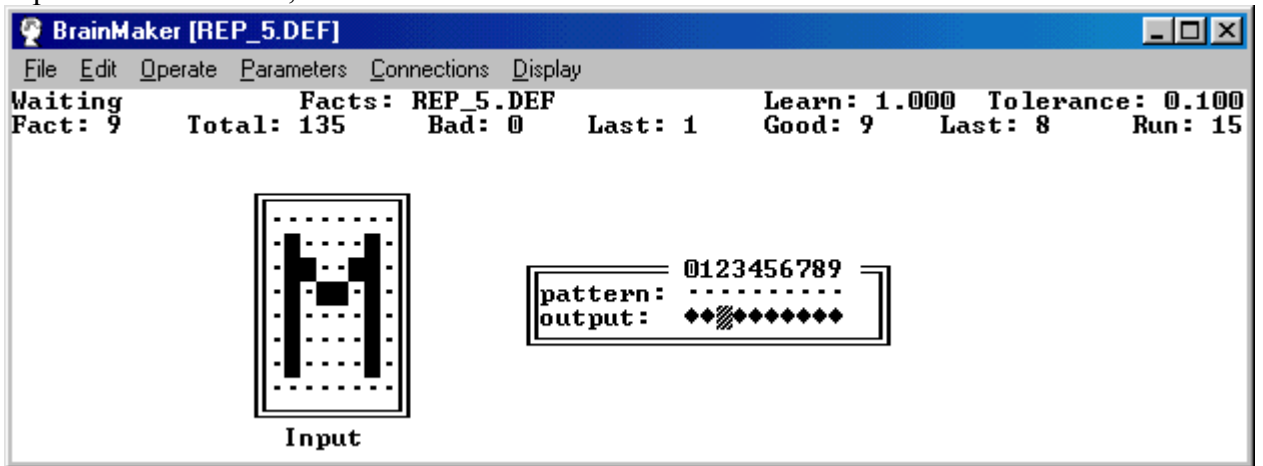 BrainMaker [REP_5.DEF]
File Edit Operate Parameters Connections Display
Waiting Facts: REP_5.DEF Learn: 1.000 Tolerance: 0.100
Fact: 9 Total: 135 Bad: 0 Last: 1 Good: 9 Last: 8 Run: 15
0123456789
pattern: ----------
output: ◆◆▨◆◆◆◆◆◆◆
Input